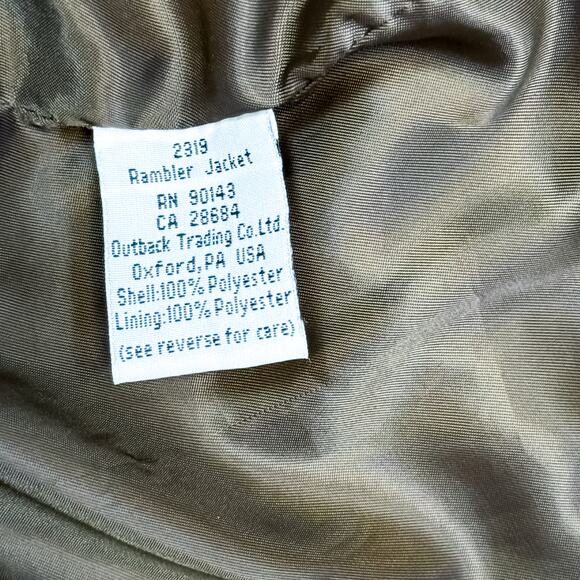 2319
Rambler Jacket
RN 90143
CA 28684
Outback Trading Co.Ltd.
Oxford,PA USA
Shell:100% Polyester
Lining:100% Polyester
(see reverse for care)